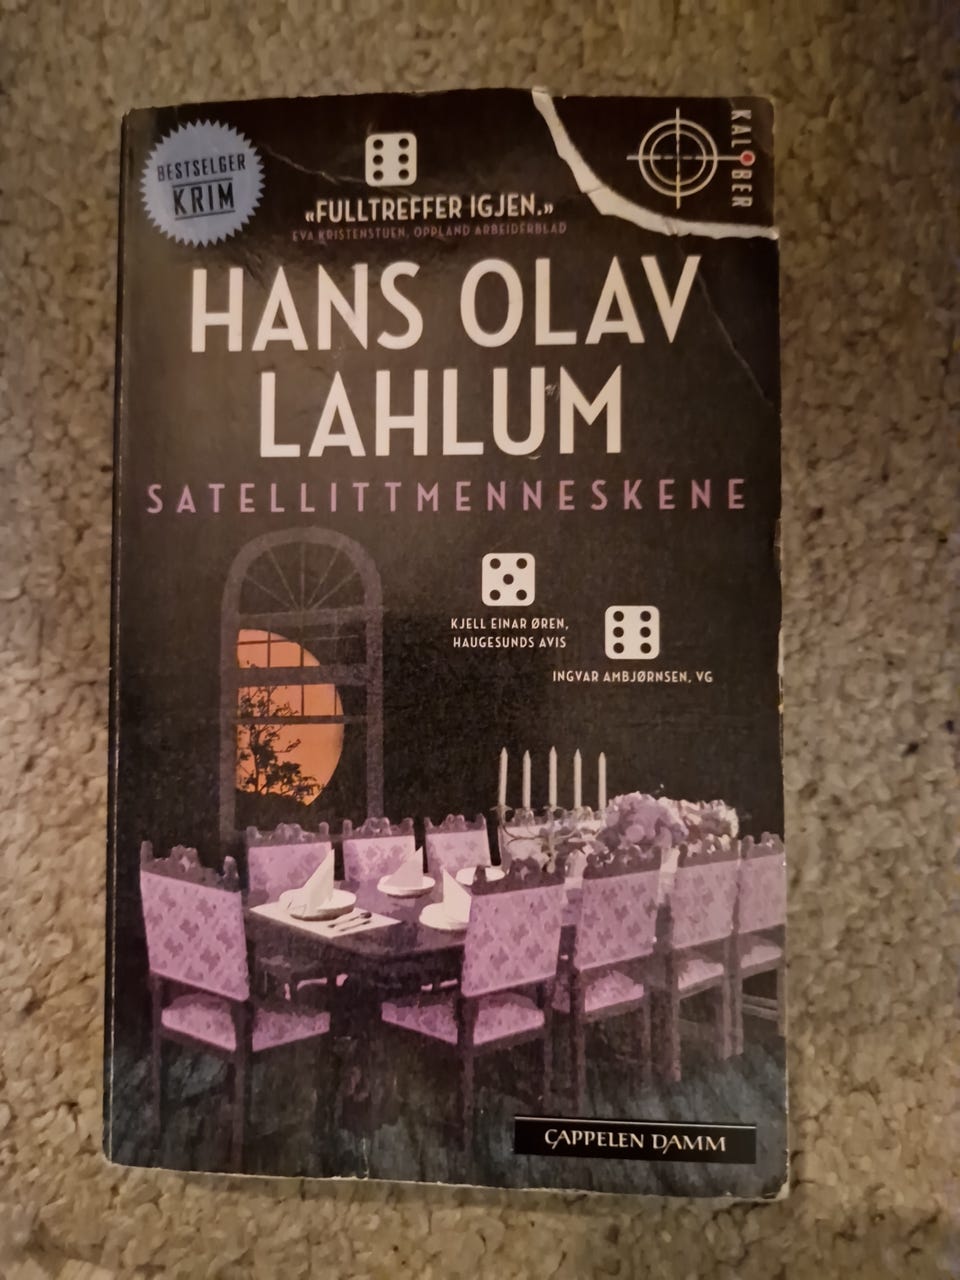 BESTSELGER
KRIM
«FULLTREFFER IGJEN.»
EVA KRISTENSTUEN, OPPLAND ARBEIDERBLAD
KALIBER
HANS OLAV
LAHLUM
SATELLITTMENNESKENE
KJELL EINAR ØREN,
HAUGESUNDS AVIS
INGVAR AMBJØRNSEN, VG
CAPPELEN DAMM